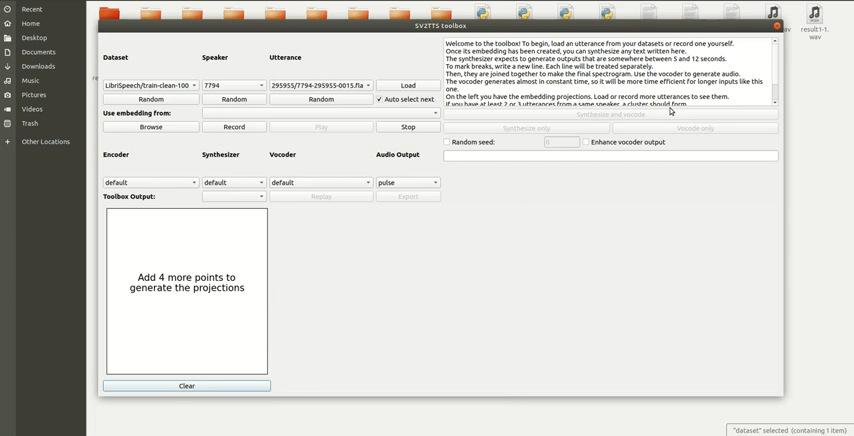 Recent
Home
Desktop
Documents
Downloads
Music
Pictures
Videos
Trash
+ Other Locations
result1-1.
wav
SV2TTS toolbox
Dataset
Speaker
Utterance
LibriSpeech/train-clean-100
7794
295955/7794-295955-0015.fla
Load
Random
Random
Random
Auto select next
Use embedding from:
Browse
Record
Play
Stop
Encoder
Synthesizer
Vocoder
Audio Output
default
default
default
pulse
Toolbox Output:
Replay
Export
Add 4 more points to
generate the projections
Clear
Welcome to the toolbox! To begin, load an utterance from your datasets or record one yourself.
Once its embedding has been created, you can synthesize any text written here.
The synthesizer expects to generate outputs that are somewhere between 5 and 12 seconds.
To mark breaks, write a new line. Each line will be treated separately.
Then, they are joined together to make the final spectrogram. Use the vocoder to generate audio.
The vocoder generates almost in constant time, so it will be more time efficient for longer inputs like this
one.
On the left you have the embedding projections. Load or record more utterances to see them.
If you have at least 2 or 3 utterances from a same speaker, a cluster should form.
Synthesize and vocode
Synthesize only
Vocode only
Random seed:
0
Enhance vocoder output
"dataset" selected (containing 1 item)